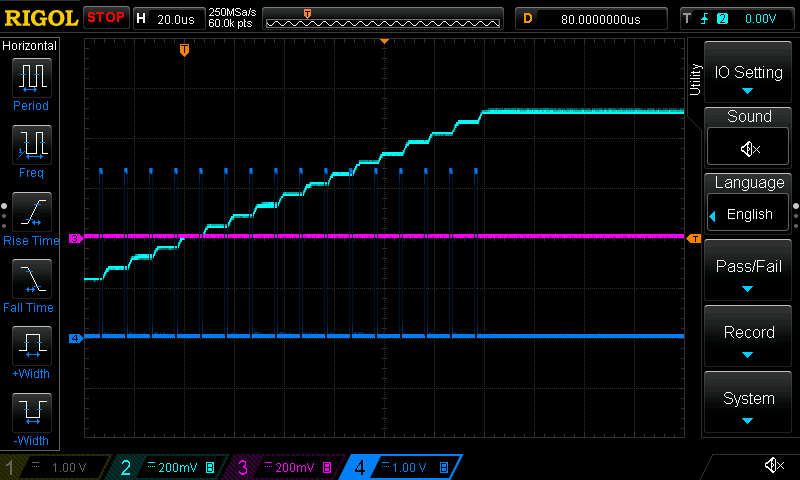 RIGOL STOP H 20.0us 250MSa/s 60.0k pts T D 80.0000000us T 2 0.00V
Horizontal
Period
Freq
Rise Time
Fall Time
+Width
-Width
T
3
4
T
Utility
IO Setting
Sound
Language
English
Pass/Fail
Record
System
1 1.00 V 2 200mV B 3 200mV B 4 1.00 V B